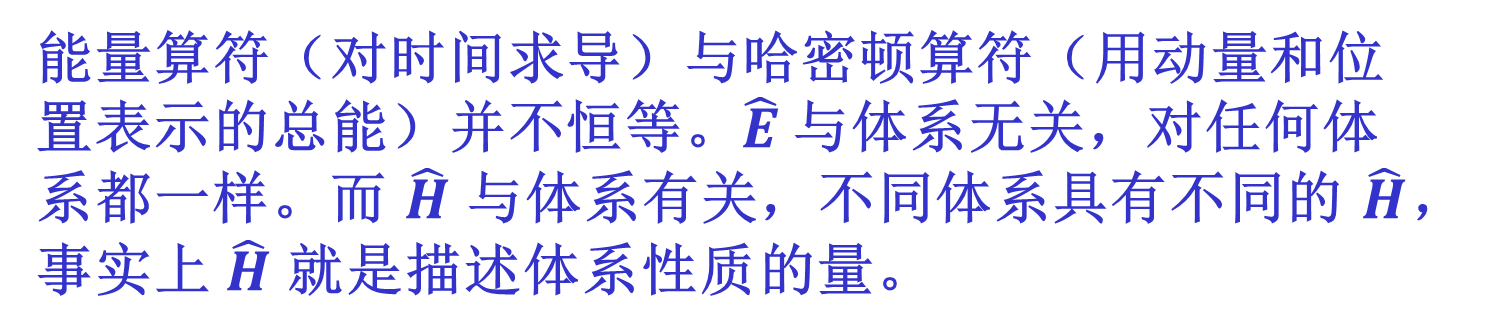 能量算符（对时间求导）与哈密顿算符（用动量和位
置表示的总能）并不恒等。Ê 与体系无关，对任何体
系都一样。而 Ĥ 与体系有关，不同体系具有不同的 Ĥ，
事实上 Ĥ 就是描述体系性质的量。